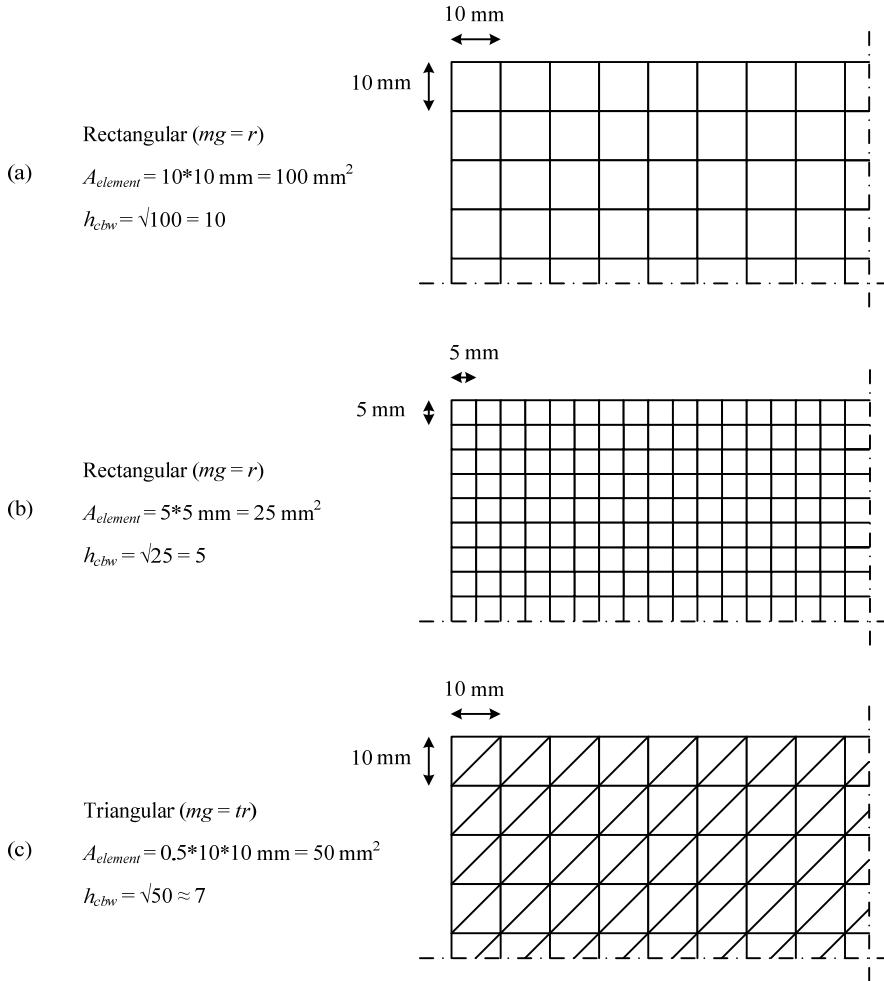 10 mm
10 mm
Rectangular (mg = r)
(a)
A_element = 10*10 mm = 100 mm²
h_cbw = √100 = 10
5 mm
5 mm
Rectangular (mg = r)
(b)
A_element = 5*5 mm = 25 mm²
h_cbw = √25 = 5
10 mm
10 mm
Triangular (mg = tr)
(c)
A_element = 0.5*10*10 mm = 50 mm²
h_cbw = √50 ≈ 7